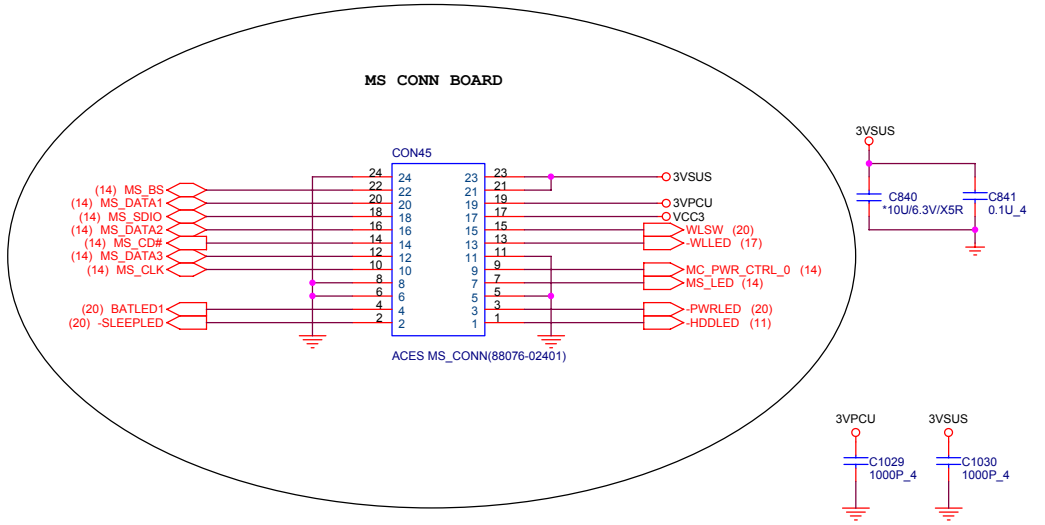 MS CONN BOARD
CON45
24 24 23 23 3VSUS
(14) MS_BS 22 22 21 21
(14) MS_DATA1 20 20 19 19 3VPCU
(14) MS_SDIO 18 18 17 17 VCC3
(14) MS_DATA2 16 16 15 15 WLSW (20)
(14) MS_CD# 14 14 13 13 -WLLED (17)
(14) MS_DATA3 12 12 11 11
(14) MS_CLK 10 10 9 9 MC_PWR_CTRL_0 (14)
8 8 7 7 MS_LED (14)
6 6 5 5
(20) BATLED1 4 4 3 3 -PWRLED (20)
(20) -SLEEPLED 2 2 1 1 -HDDLED (11)
ACES MS_CONN(88076-02401)
3VSUS
C840
*10U/6.3V/X5R
C841
0.1U_4
3VPCU
C1029
1000P_4
3VSUS
C1030
1000P_4